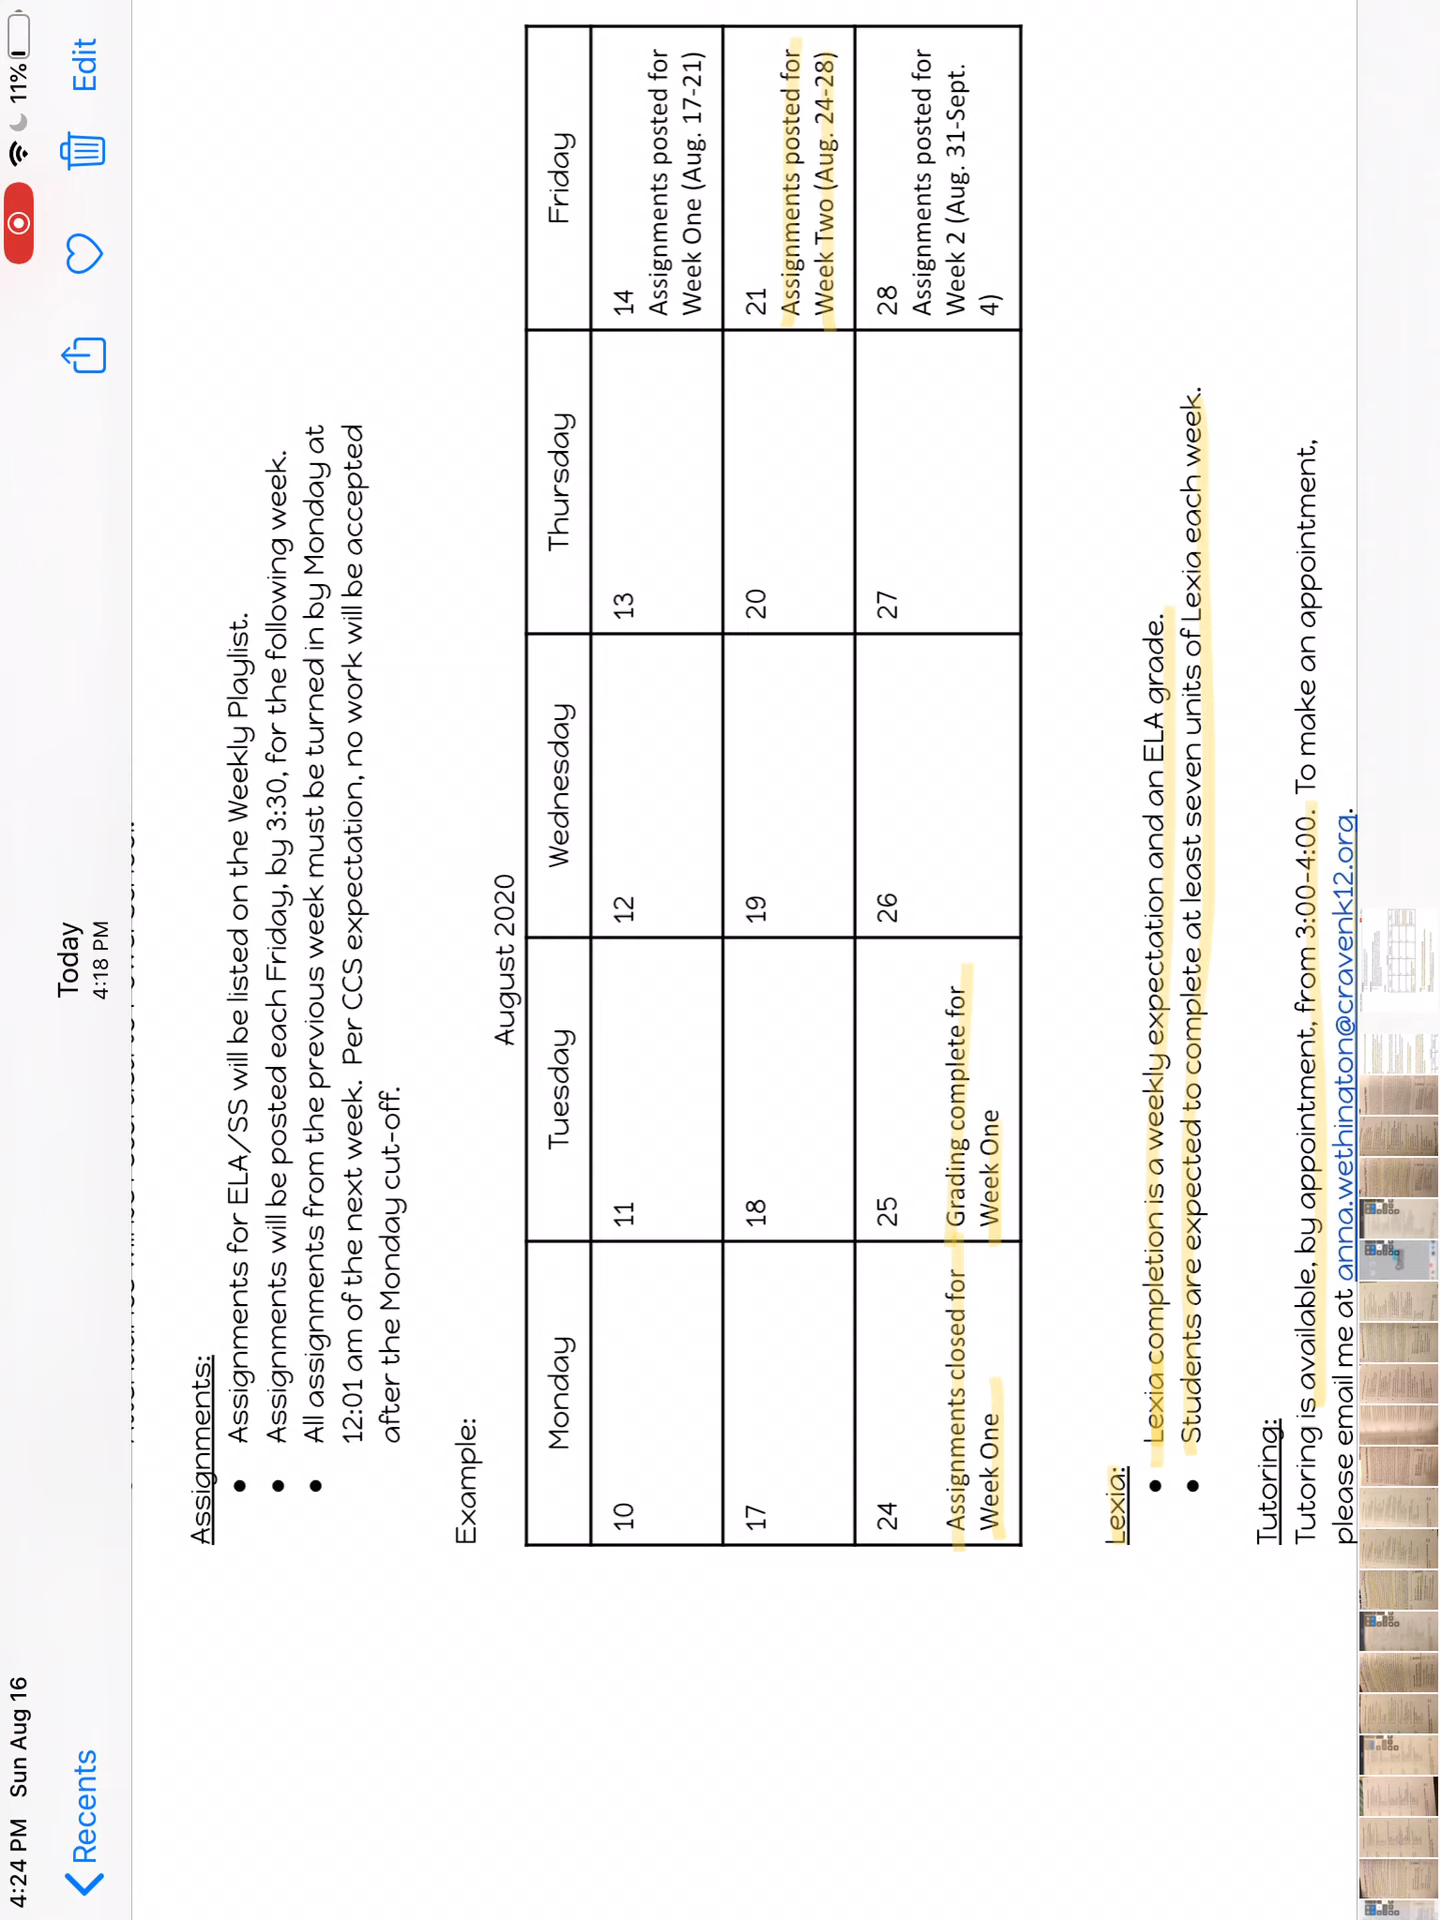 4:24 PM Sun Aug 16
11%
Recents
Today
4:18 PM
Edit
Assignments:
• Assignments for ELA/SS will be listed on the Weekly Playlist.
• Assignments will be posted each Friday, by 3:30, for the following week.
• All assignments from the previous week must be turned in by Monday at
12:01 am of the next week. Per CCS expectation, no work will be accepted
after the Monday cut-off.
Example:
August 2020
Monday Tuesday Wednesday Thursday Friday
10 11 12 13 14
Assignments posted for
Week One (Aug. 17-21)
17 18 19 20 21
Assignments posted for
Week Two (Aug. 24-28)
24
Assignments closed for
Week One
25
Grading complete for
Week One
26 27 28
Assignments posted for
Week 2 (Aug. 31-Sept.
4)
Lexia:
• Lexia completion is a weekly expectation and an ELA grade.
• Students are expected to complete at least seven units of Lexia each week.
Tutoring:
Tutoring is available, by appointment, from 3:00-4:00. To make an appointment,
please email me at anna.wethington@cravenk12.org.